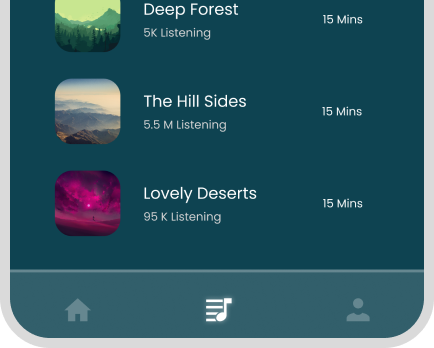 Deep Forest
5K Listening
15 Mins
The Hill Sides
5.5 M Listening
15 Mins
Lovely Deserts
95 K Listening
15 Mins